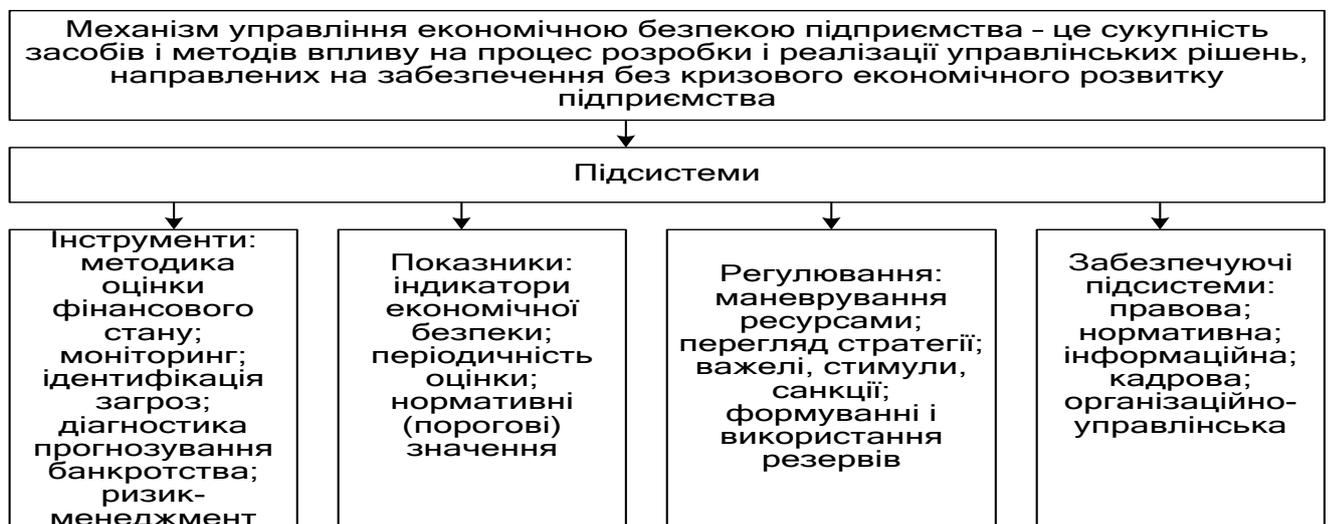 Механізм управління економічною безпекою підприємства – це сукупність
засобів і методів впливу на процес розробки і реалізації управлінських рішень,
направлених на забезпечення без кризового економічного розвитку
підприємства
Підсистеми
Інструменти:
методика
оцінки
фінансового
стану;
моніторинг;
ідентифікація
загроз;
діагностика
прогнозування
банкротства;
ризик-
менеджмент
Показники:
індикатори
економічної
безпеки;
періодичність
оцінки;
нормативні
(порогові)
значення
Регулювання:
маневрування
ресурсами;
перегляд стратегії;
важелі, стимули,
санкції;
формуванні і
використання
резервів
Забезпечуючі
підсистеми:
правова;
нормативна;
інформаційна;
кадрова;
організаційно-
управлінська